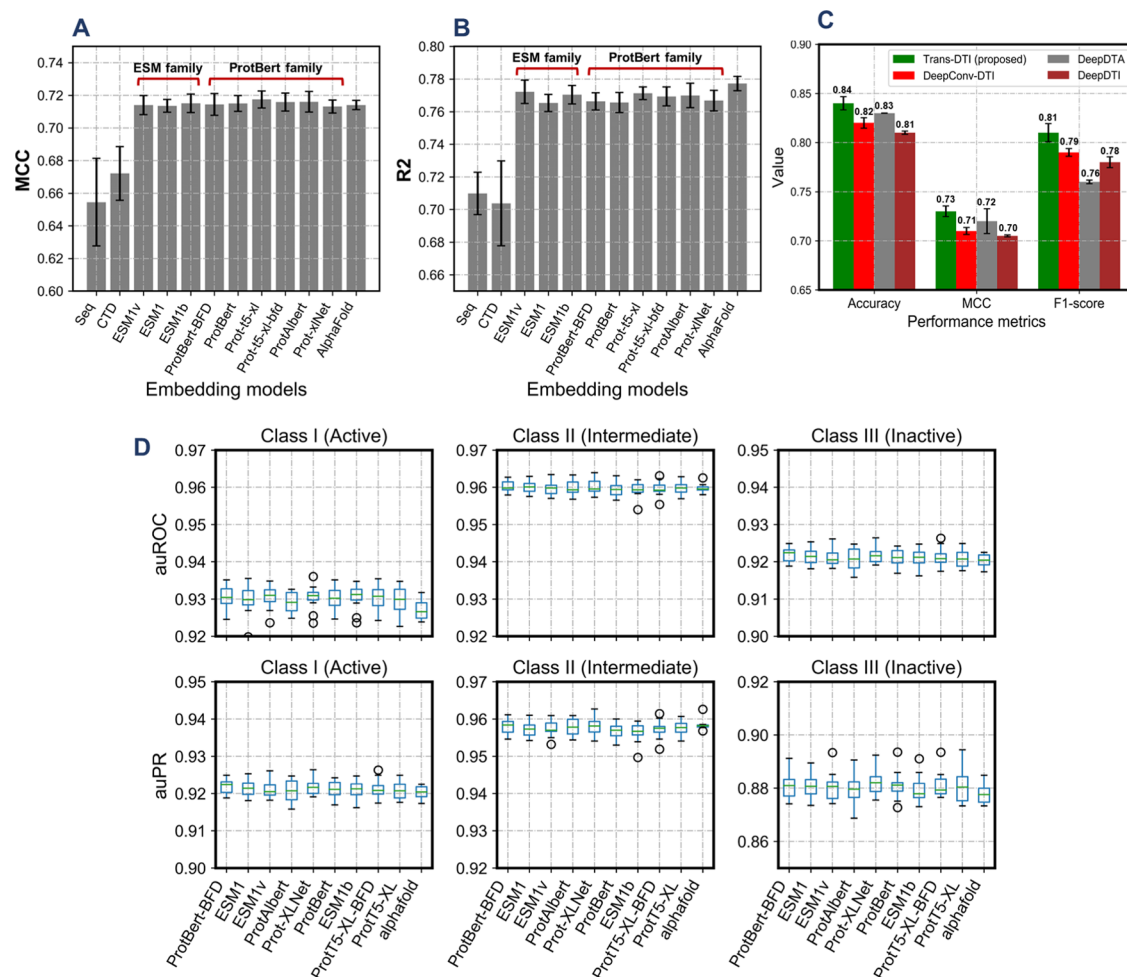 A
ESM family
ProtBert family
MCC
0.80
0.78
0.76
0.74
0.72
0.70
0.68
0.66
0.64
0.62
0.60
Seq
CTD
ESM1v
ESM1
ESM1b
ProtBert-BFD
ProtBert
Prot-t5-xl
Prot-t5-xl-bfd
ProtAlbert
Prot-xlNet
AlphaFold
Embedding models
B
ESM family
ProtBert family
R2
0.80
0.78
0.76
0.74
0.72
0.70
0.68
0.66
Seq
CTD
ESM1v
ESM1
ESM1b
ProtBert-BFD
ProtBert
Prot-t5-xl
Prot-t5-xl-bfd
ProtAlbert
Prot-xlNet
AlphaFold
Embedding models
C
Trans-DTI (proposed)
DeepConv-DTI
DeepDTA
DeepDTI
Value
0.90
0.85
0.80
0.75
0.70
0.65
0.84
0.82
0.83
0.81
0.73
0.71
0.72
0.70
0.81
0.79
0.76
0.78
Accuracy
MCC
F1-score
Performance metrics
D
Class I (Active)
auROC
0.97
0.96
0.95
0.94
0.93
0.92
Class II (Intermediate)
0.97
0.96
0.95
0.94
0.93
0.92
Class III (Inactive)
0.95
0.94
0.93
0.92
0.91
0.90
Class I (Active)
auPR
0.95
0.94
0.93
0.92
0.91
0.90
ProtBert-BFD
ESM1
ESM1v
ProtAlbert
Prot-XLNet
ProtBert
ESM1b
ProtT5-XL-BFD
ProtT5-XL
alphafold
Class II (Intermediate)
0.97
0.96
0.95
0.94
0.93
0.92
ProtBert-BFD
ESM1
ESM1v
ProtAlbert
Prot-XLNet
ProtBert
ESM1b
ProtT5-XL-BFD
ProtT5-XL
alphafold
Class III (Inactive)
0.92
0.90
0.88
0.86
ProtBert-BFD
ESM1
ESM1v
ProtAlbert
Prot-XLNet
ProtBert
ESM1b
ProtT5-XL-BFD
ProtT5-XL
alphafold